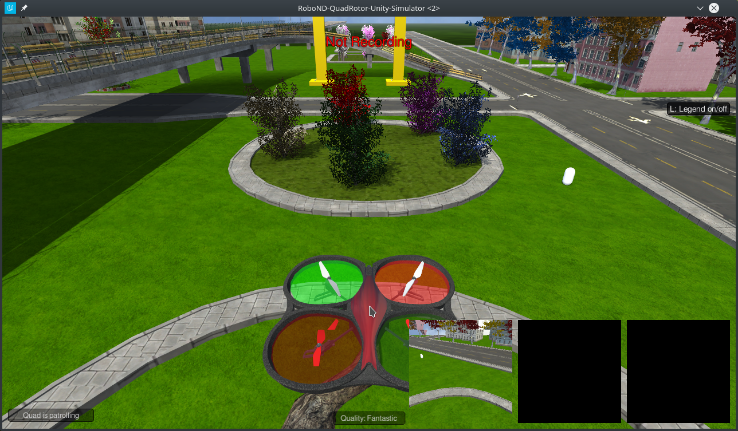 RoboND-QuadRotor-Unity-Simulator <2>
Not Recording
L: Legend on/off
Quad is patrolling
Quality: Fantastic